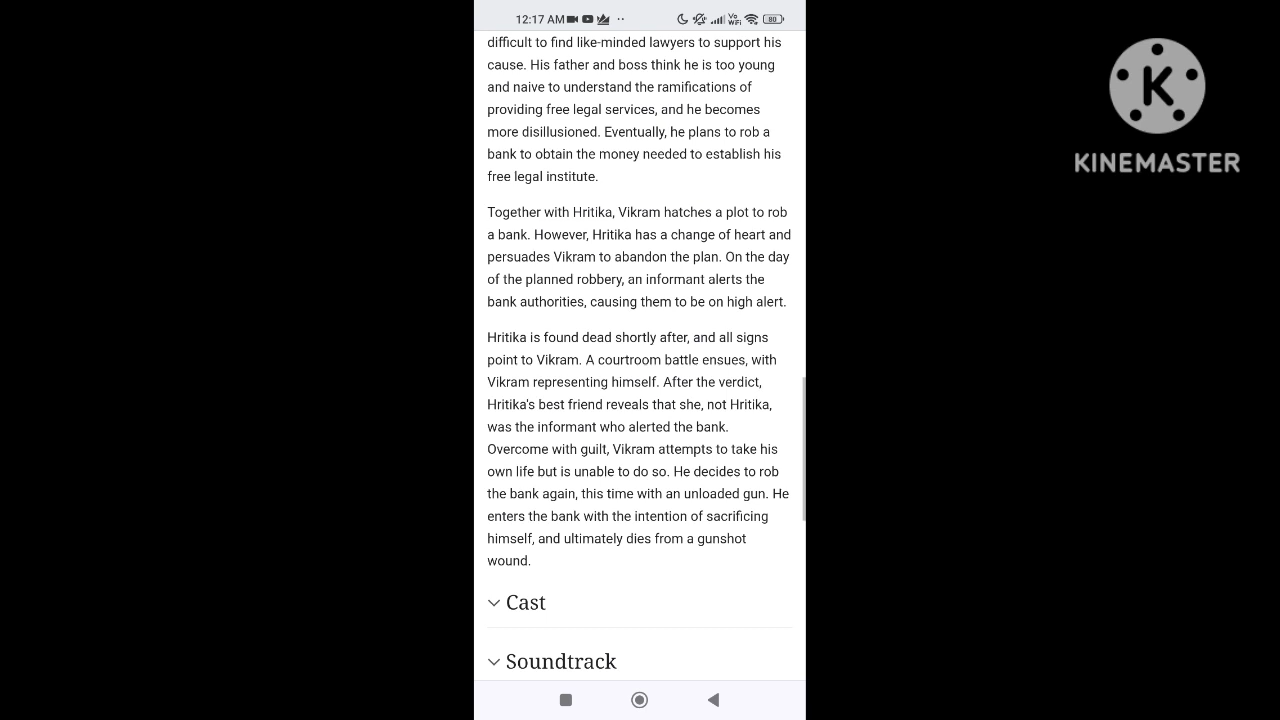 12:17 AM
Vo
WiFi
80
difficult to find like-minded lawyers to support his
cause. His father and boss think he is too young
and naive to understand the ramifications of
providing free legal services, and he becomes
more disillusioned. Eventually, he plans to rob a
bank to obtain the money needed to establish his
free legal institute.
Together with Hritika, Vikram hatches a plot to rob
a bank. However, Hritika has a change of heart and
persuades Vikram to abandon the plan. On the day
of the planned robbery, an informant alerts the
bank authorities, causing them to be on high alert.
Hritika is found dead shortly after, and all signs
point to Vikram. A courtroom battle ensues, with
Vikram representing himself. After the verdict,
Hritika's best friend reveals that she, not Hritika,
was the informant who alerted the bank.
Overcome with guilt, Vikram attempts to take his
own life but is unable to do so. He decides to rob
the bank again, this time with an unloaded gun. He
enters the bank with the intention of sacrificing
himself, and ultimately dies from a gunshot
wound.
Cast
Soundtrack
K
KINEMASTER